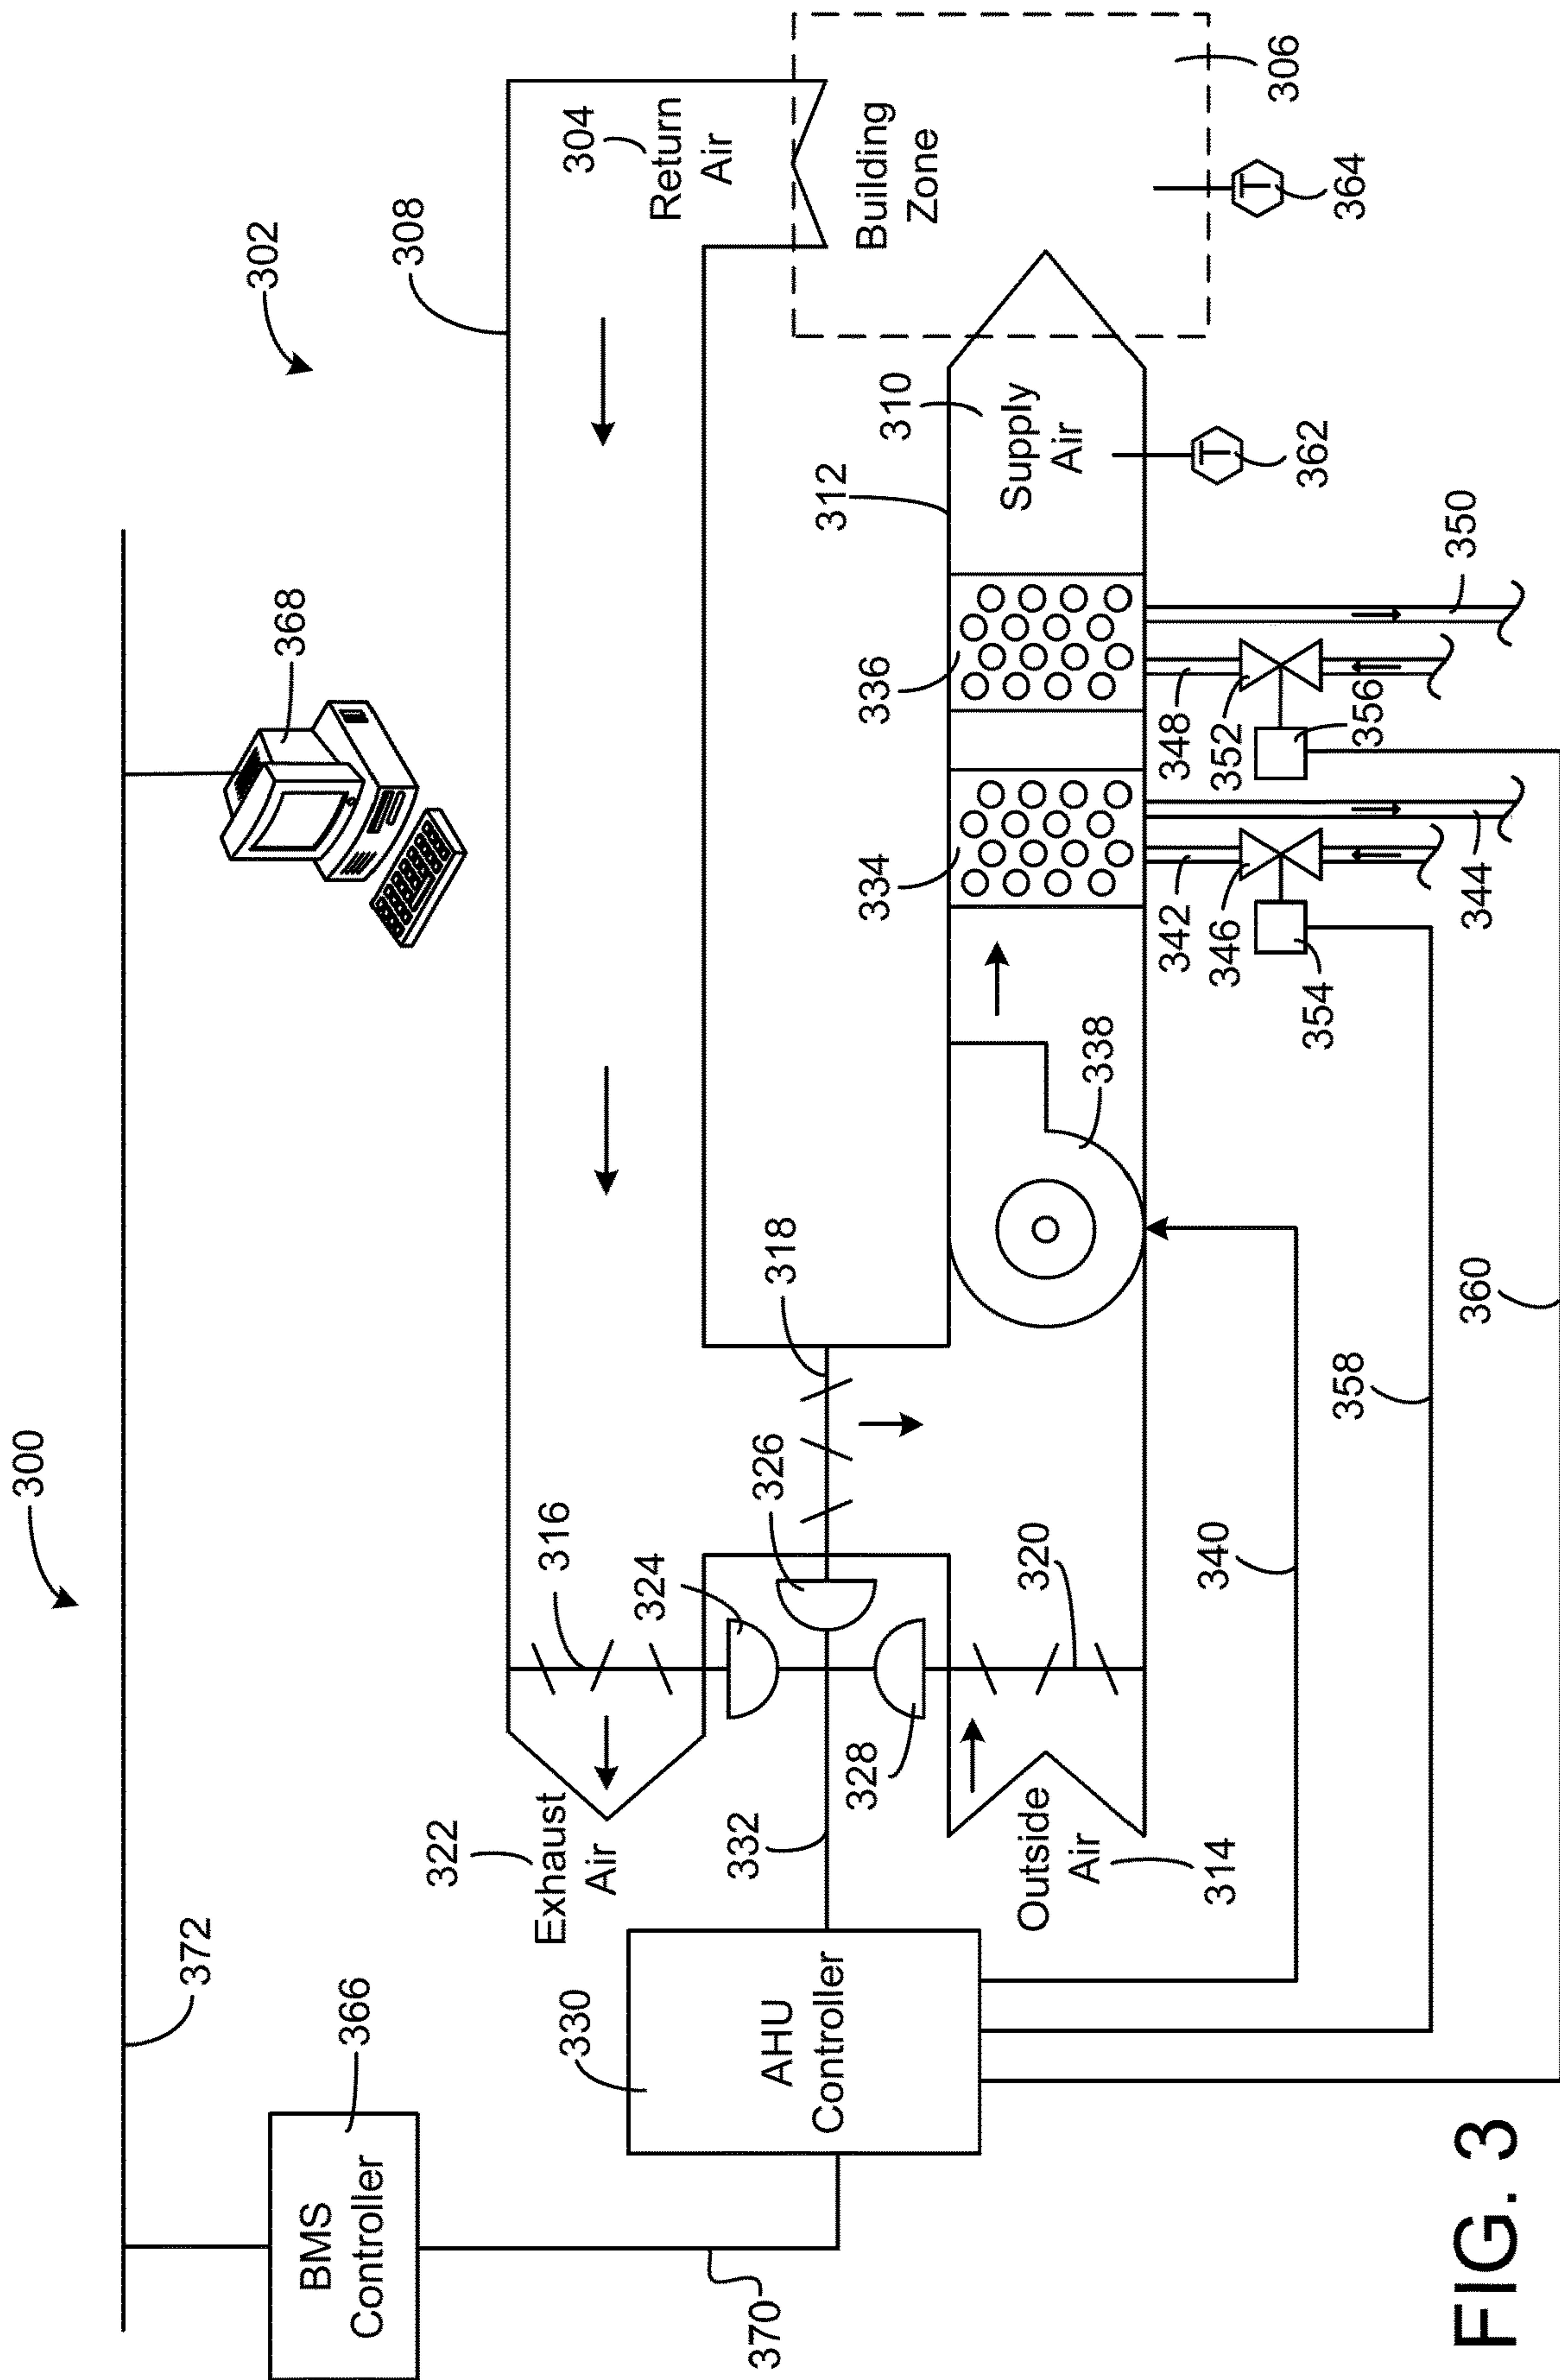 300
372
302
368
BMS
Controller
366
370
308
304
Return
Air
322
Exhaust
Air
316
324
326
318
Building
Zone
306
330
AHU
Controller
332
328
334
336
312
310
Supply
Air
Outside
Air
314
320
338
342
346
354
344
348
352
356
350
362
T
364
T
340
358
360
FIG. 3